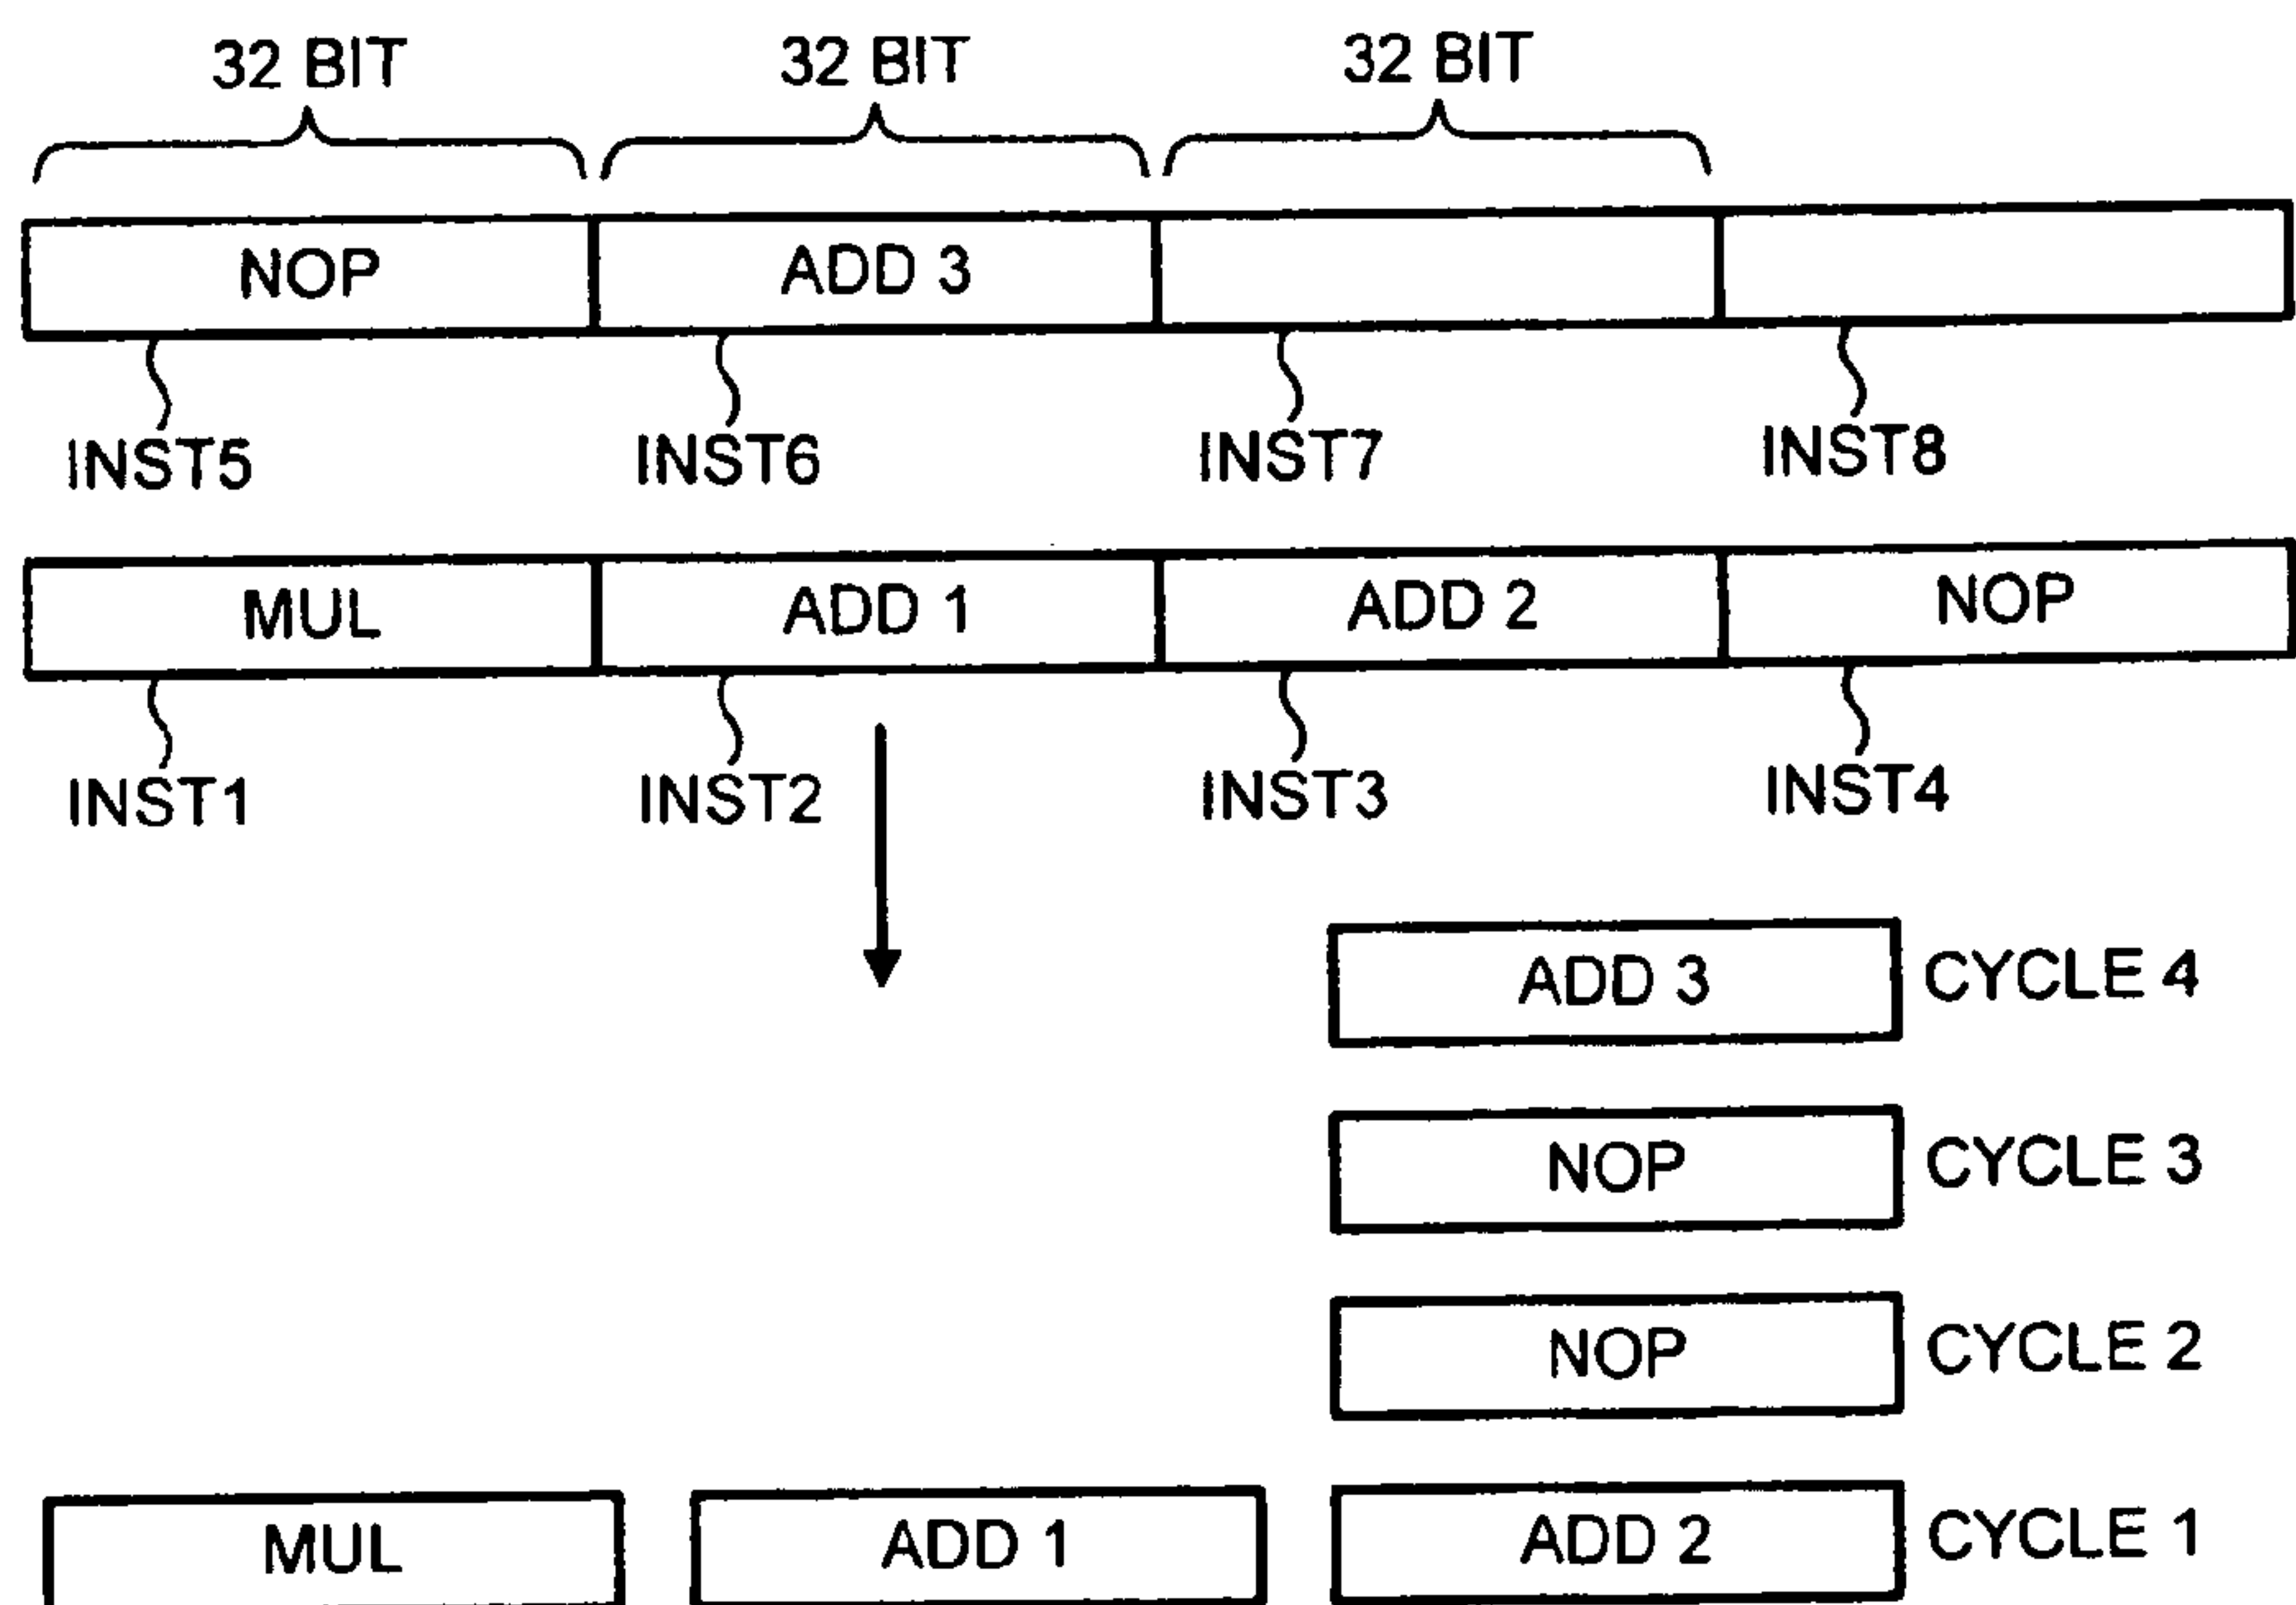 32 BIT 32 BIT 32 BIT
NOP ADD 3
INST5 INST6 INST7 INST8
MUL ADD 1 ADD 2 NOP
INST1 INST2 INST3 INST4
ADD 3 CYCLE 4
NOP CYCLE 3
NOP CYCLE 2
MUL ADD 1 ADD 2 CYCLE 1